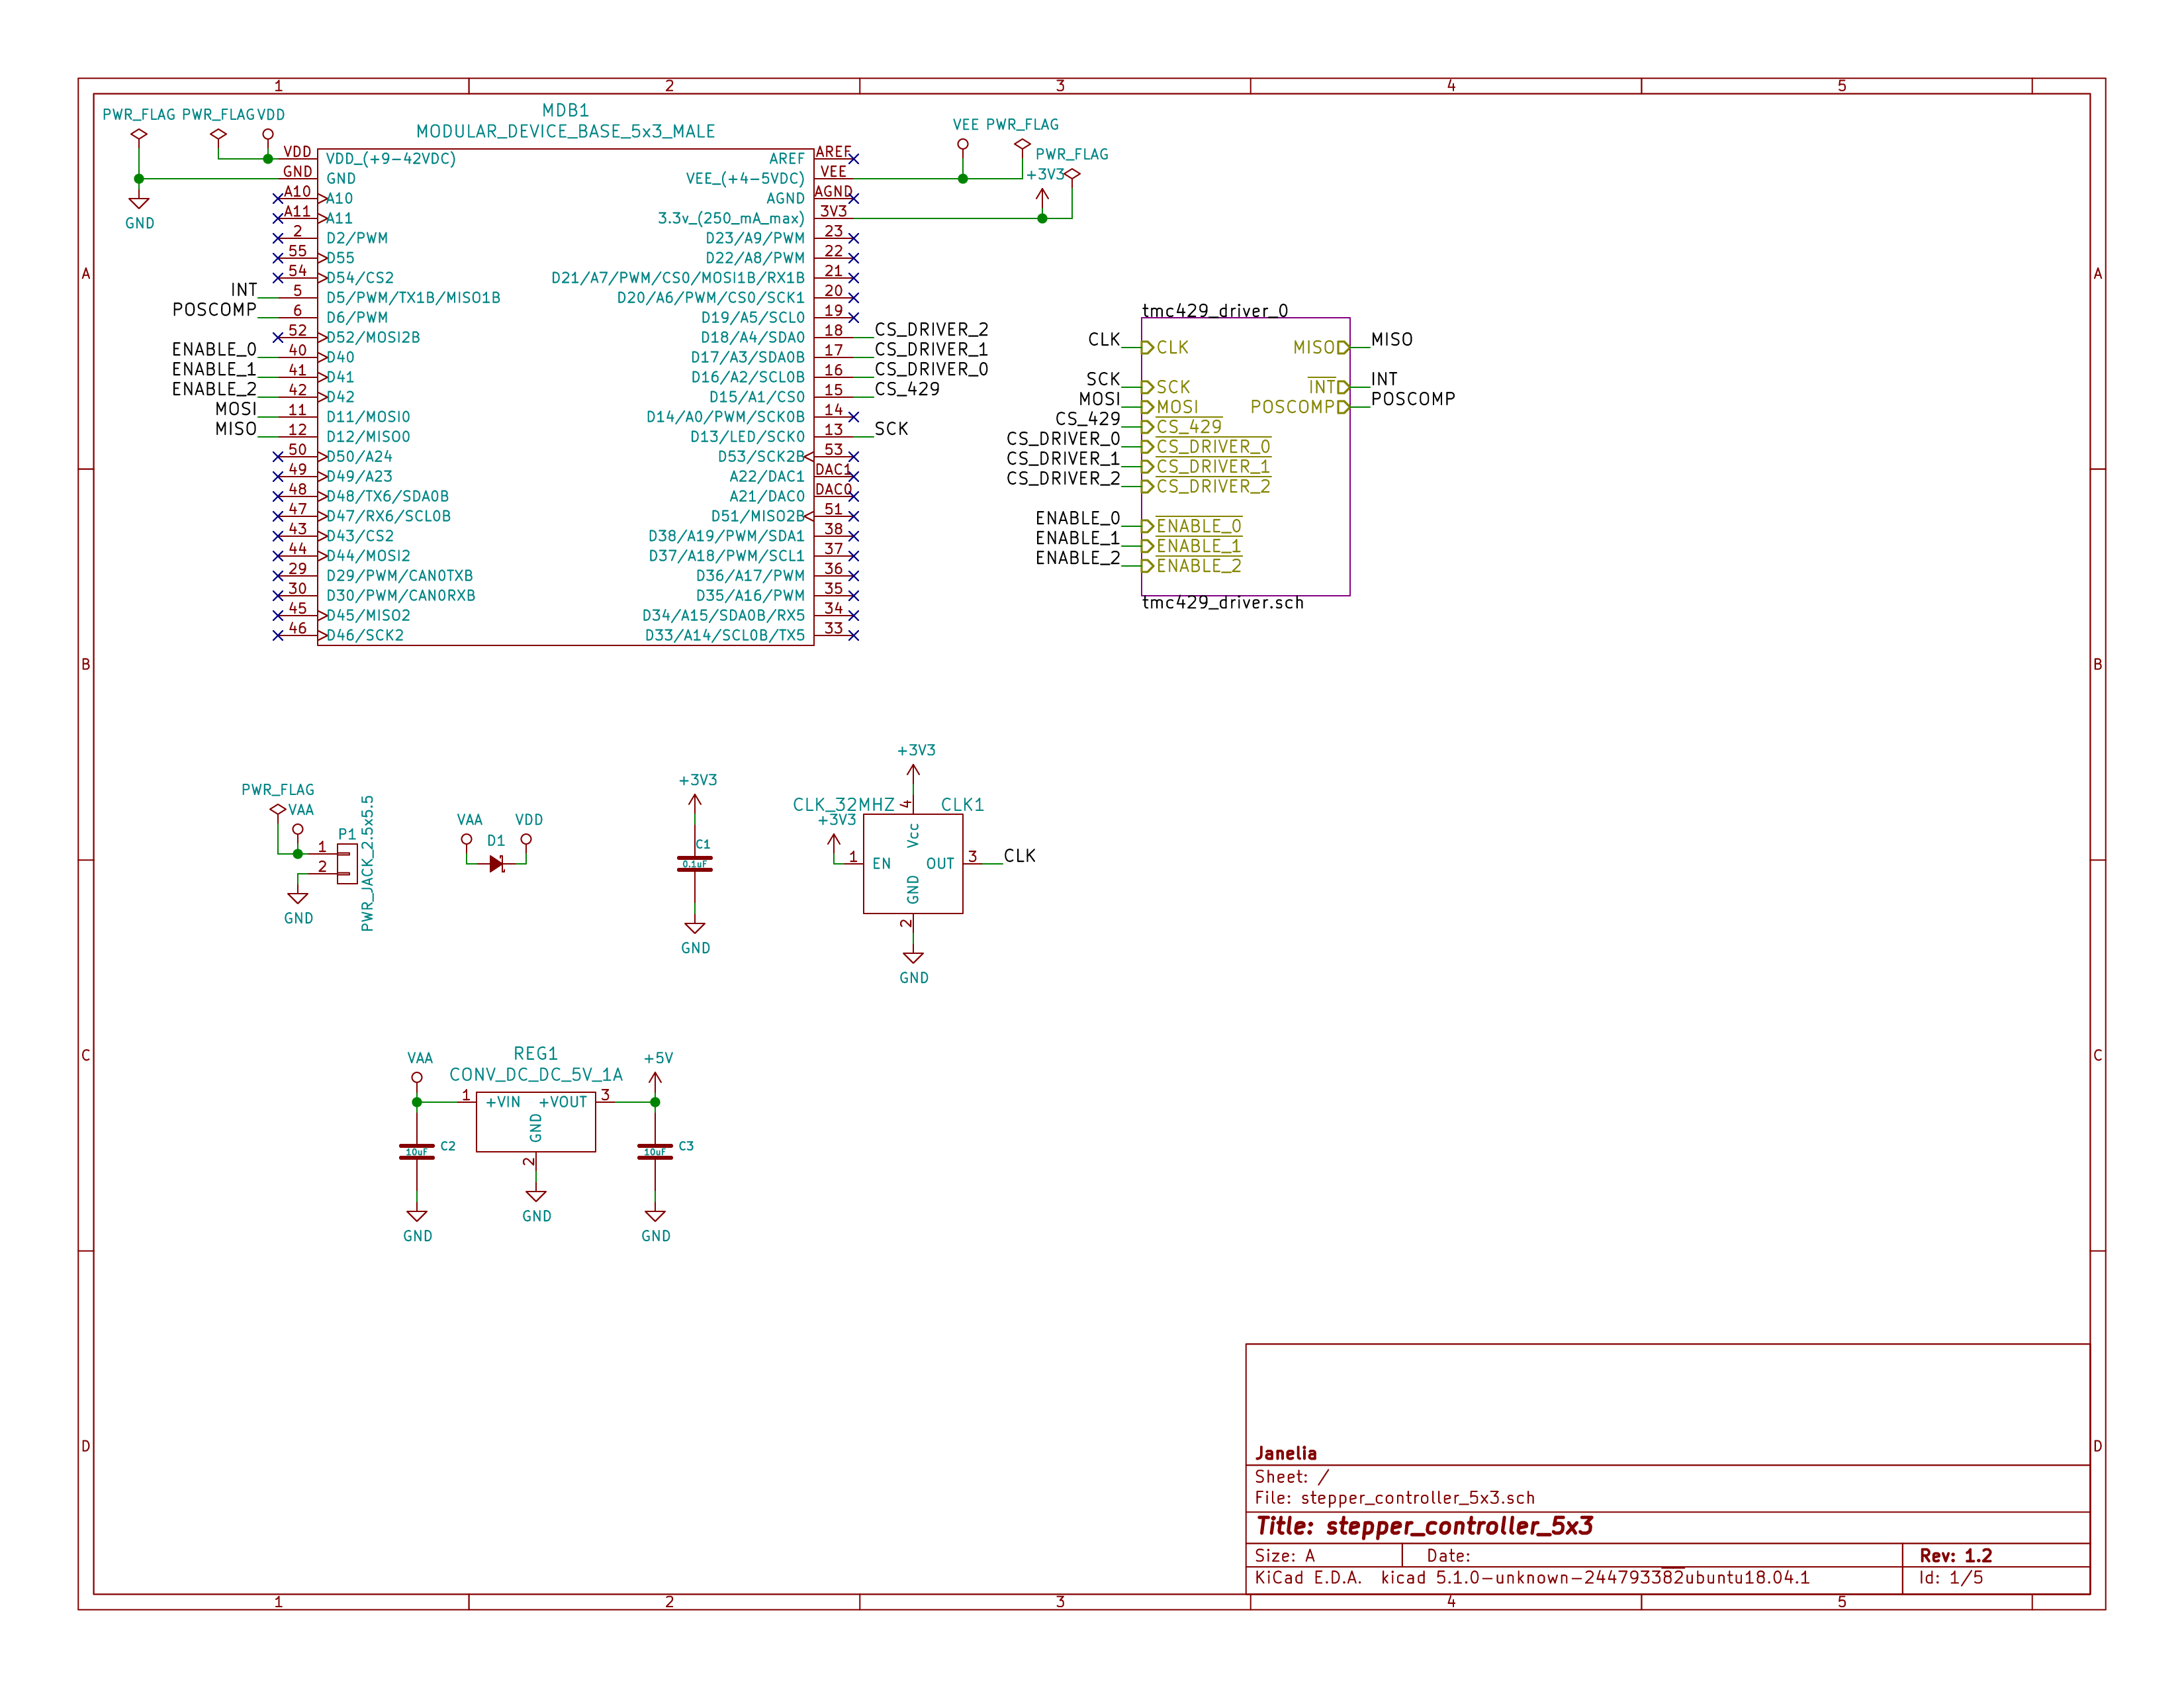 1 2 3 4 5
PWR_FLAG PWR_FLAG VDD
GND
MDB1
MODULAR_DEVICE_BASE_5x3_MALE
VDD VDD_(+9-42VDC) AREF AREF
GND GND VEE_(+4-5VDC) VEE
A10 A10 AGND AGND
A11 A11 3.3v_(250_mA_max) 3V3
2 D2/PWM D23/A9/PWM 23
55 D55 D22/A8/PWM 22
54 D54/CS2 D21/A7/PWM/CS0/MOSI1B/RX1B 21
INT 5 D5/PWM/TX1B/MISO1B D20/A6/PWM/CS0/SCK1 20
POSCOMP 6 D6/PWM D19/A5/SCL0 19
52 D52/MOSI2B D18/A4/SDA0 18 CS_DRIVER_2
ENABLE_0 40 D40 D17/A3/SDA0B 17 CS_DRIVER_1
ENABLE_1 41 D41 D16/A2/SCL0B 16 CS_DRIVER_0
ENABLE_2 42 D42 D15/A1/CS0 15 CS_429
MOSI 11 D11/MOSI0 D14/A0/PWM/SCK0B 14
MISO 12 D12/MISO0 D13/LED/SCK0 13 SCK
50 D50/A24 D53/SCK2B 53
49 D49/A23 A22/DAC1 DAC1
48 D48/TX6/SDA0B A21/DAC0 DAC0
47 D47/RX6/SCL0B D51/MISO2B 51
43 D43/CS2 D38/A19/PWM/SDA1 38
44 D44/MOSI2 D37/A18/PWM/SCL1 37
29 D29/PWM/CAN0TXB D36/A17/PWM 36
30 D30/PWM/CAN0RXB D35/A16/PWM 35
45 D45/MISO2 D34/A15/SDA0B/RX5 34
46 D46/SCK2 D33/A14/SCL0B/TX5 33
VEE PWR_FLAG
PWR_FLAG
+3V3
tmc429_driver_0
CLK CLK MISO MISO
SCK SCK INT INT
MOSI MOSI POSCOMP POSCOMP
CS_429 CS_429
CS_DRIVER_0 CS_DRIVER_0
CS_DRIVER_1 CS_DRIVER_1
CS_DRIVER_2 CS_DRIVER_2
ENABLE_0 ENABLE_0
ENABLE_1 ENABLE_1
ENABLE_2 ENABLE_2
tmc429_driver.sch
A A
B B
PWR_FLAG
VAA
P1
1
2
PWR_JACK_2.5x5.5
GND
VAA D1 VDD
+3V3
C1
0.1uF
GND
+3V3
CLK_32MHZ 4 CLK1
+3V3
Vcc
1 EN OUT 3 CLK
GND
2
GND
C C
VAA
REG1
CONV_DC_DC_5V_1A
+5V
1 +VIN +VOUT 3
GND
2
C2
10uF
C3
10uF
GND
GND
GND
D D
Janelia
Sheet: /
File: stepper_controller_5x3.sch
Title: stepper_controller_5x3
Size: A Date: Rev: 1.2
KiCad E.D.A. kicad 5.1.0-unknown-244793382ubuntu18.04.1 Id: 1/5
1 2 3 4 5